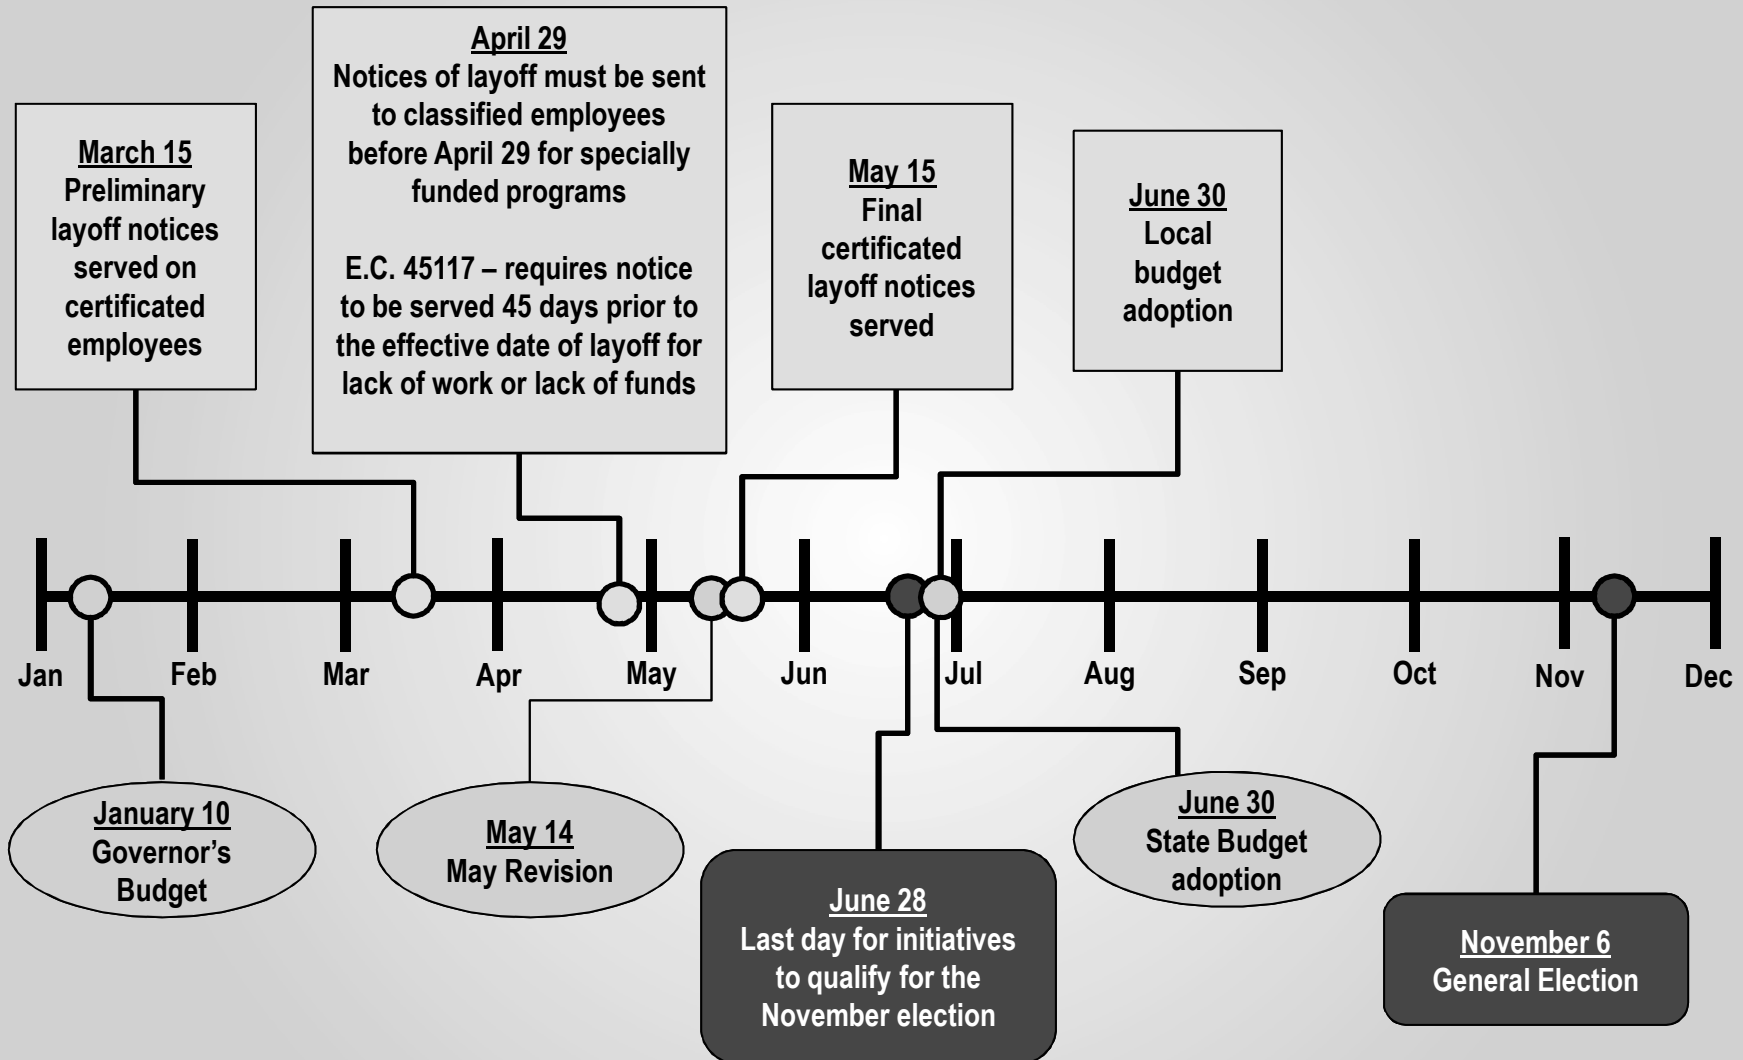 April 29
Notices of layoff must be sent
to classified employees
before April 29 for specially
funded programs
E.C. 45117 – requires notice
to be served 45 days prior to
the effective date of layoff for
lack of work or lack of funds
March 15
Preliminary
layoff notices
served on
certificated
employees
May 15
Final
certificated
layoff notices
served
June 30
Local
budget
adoption
Jan
Feb
Mar
Apr
May
Jun
Jul
Aug
Sep
Oct
Nov
Dec
January 10
Governor’s
Budget
May 14
May Revision
June 28
Last day for initiatives
to qualify for the
November election
June 30
State Budget
adoption
November 6
General Election